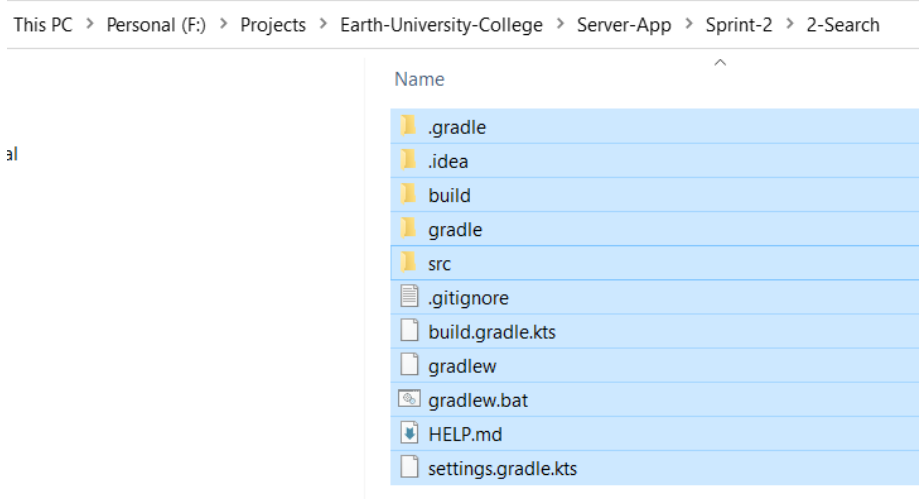 This PC > Personal (F:) > Projects > Earth-University-College > Server-App > Sprint-2 > 2-Search
Name
al
.gradle
.idea
build
gradle
src
.gitignore
build.gradle.kts
gradlew
gradlew.bat
HELP.md
settings.gradle.kts